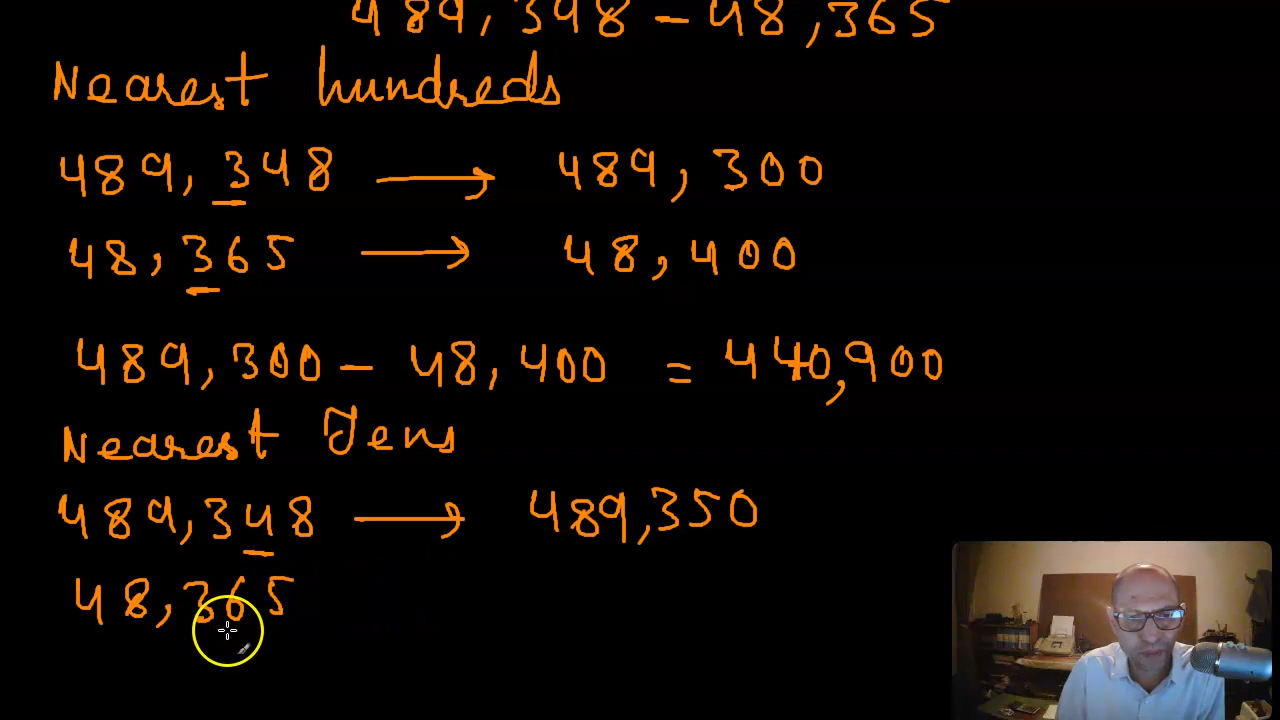 489,348 - 48,365
Nearest hundreds
489,348 → 489,300
48,365 → 48,400
489,300 - 48,400 = 440,900
Nearest Tens
489,348 → 489,350
48,365